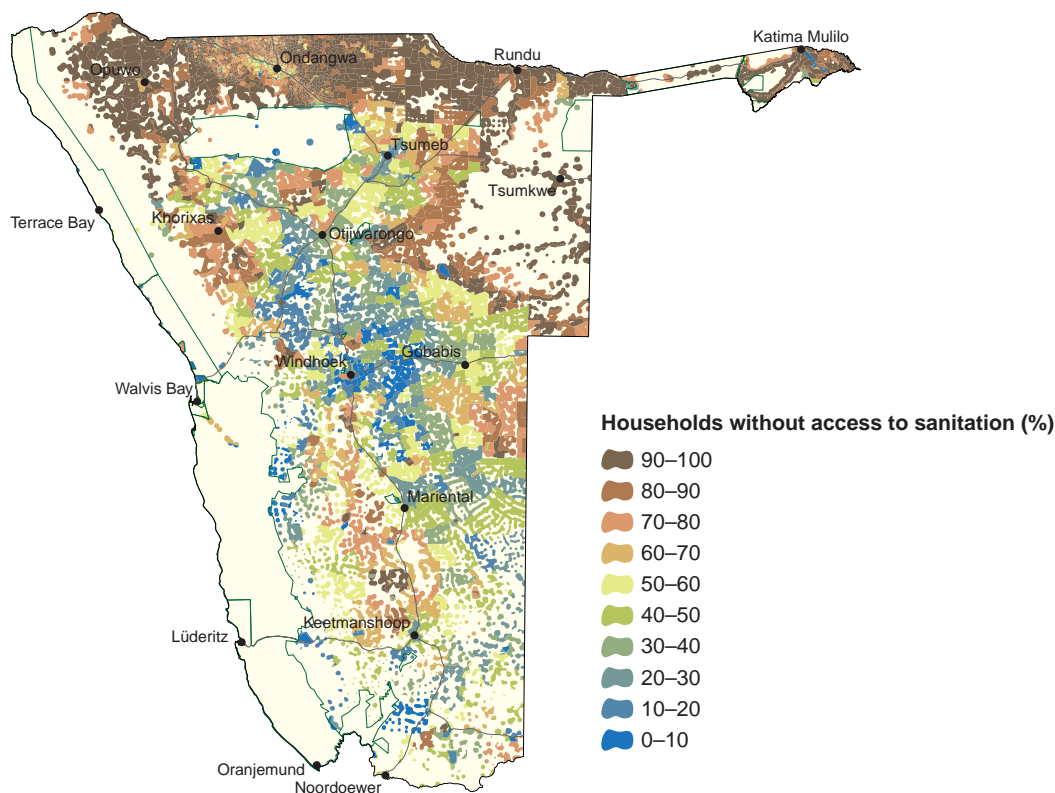 Katima Mulilo
Rundu
Ondangwa
Opuwo
Tsumeb
Tsumkwe
Terrace Bay
Khorixas
Otjiwarongo
Windhoek
Gobabis
Walvis Bay
Households without access to sanitation (%)
90–100
80–90
70–80
60–70
50–60
40–50
30–40
20–30
10–20
0–10
Mariental
Keetmanshoop
Lüderitz
Oranjemund
Noordoewer